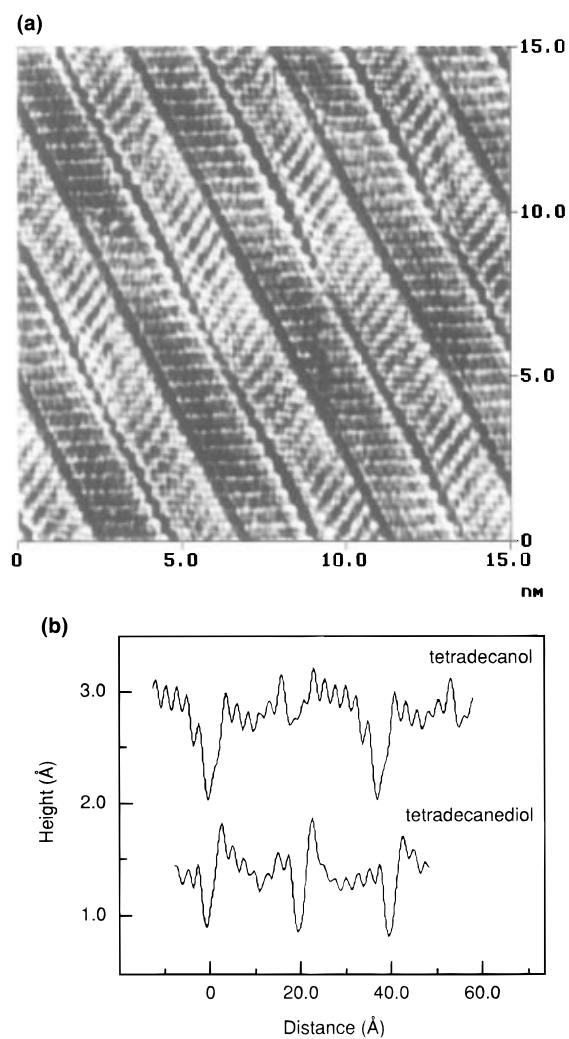 (a)
15.0
10.0
5.0
0
0 5.0 10.0 15.0
nm
(b)
tetradecanol
3.0
2.0
tetradecanediol
1.0
Height (Å)
0 20.0 40.0 60.0
Distance (Å)